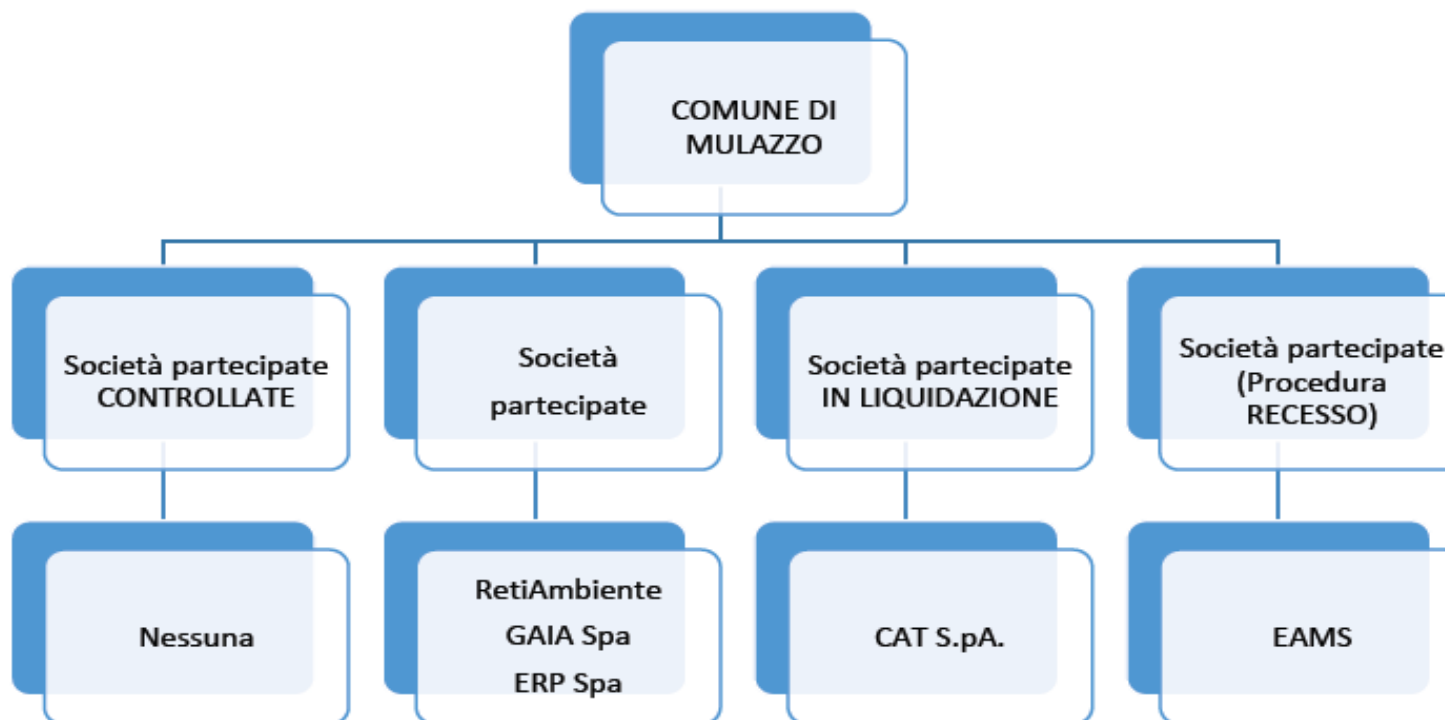 COMUNE DI
MULAZZO
Società partecipate
CONTROLLATE
Società
partecipate
Società partecipate
IN LIQUIDAZIONE
Società partecipate
(Procedura
RECESSO)
Nessuna
RetiAmbiente
GAIA Spa
ERP Spa
CAT S.pA.
EAMS